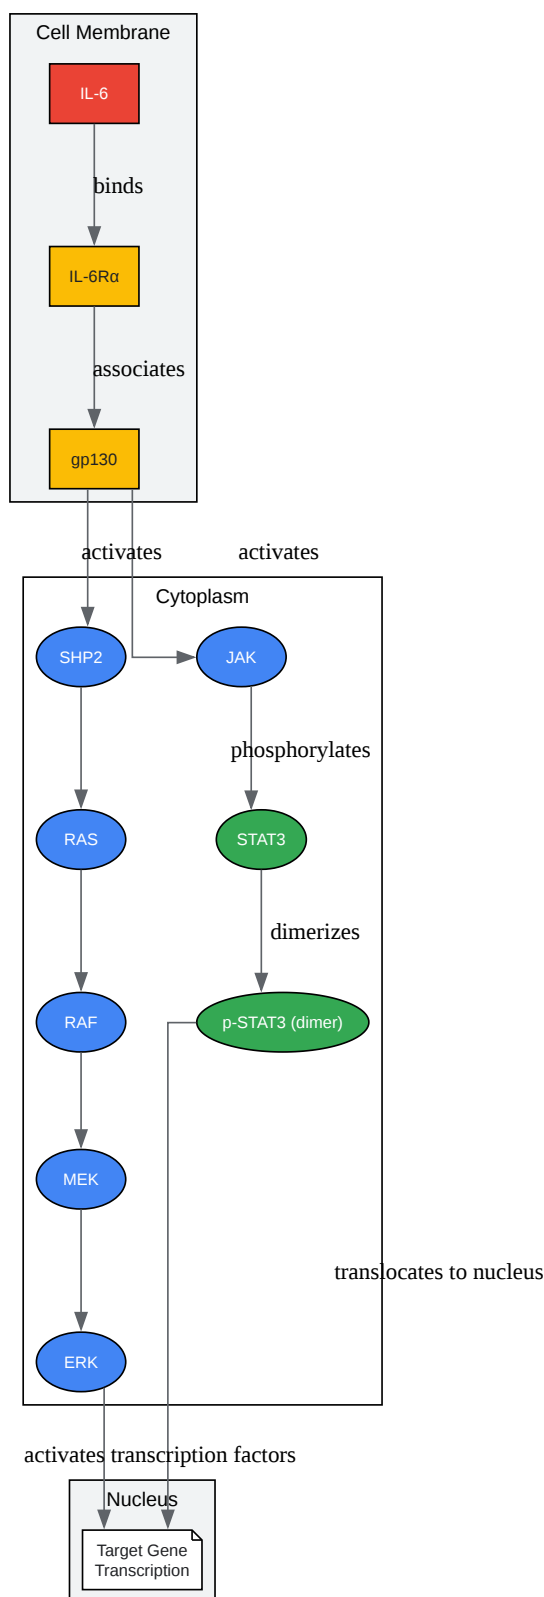 Cell Membrane
IL-6
binds
IL-6Rα
associates
gp130
activates
activates
Cytoplasm
SHP2
JAK
phosphorylates
RAS
STAT3
dimerizes
RAF
p-STAT3 (dimer)
MEK
translocates to nucleus
ERK
activates transcription factors
Nucleus
Target Gene
Transcription